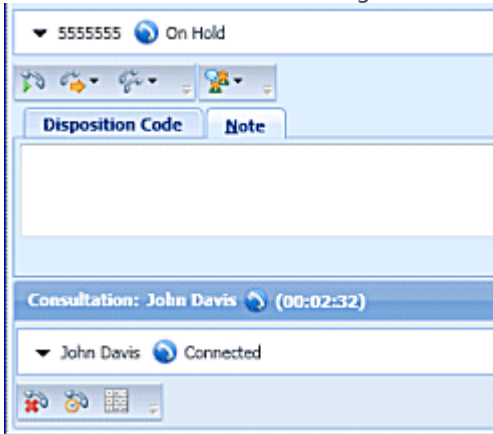 5555555 On Hold
Disposition Code Note
Consultation: John Davis (00:02:32)
John Davis Connected